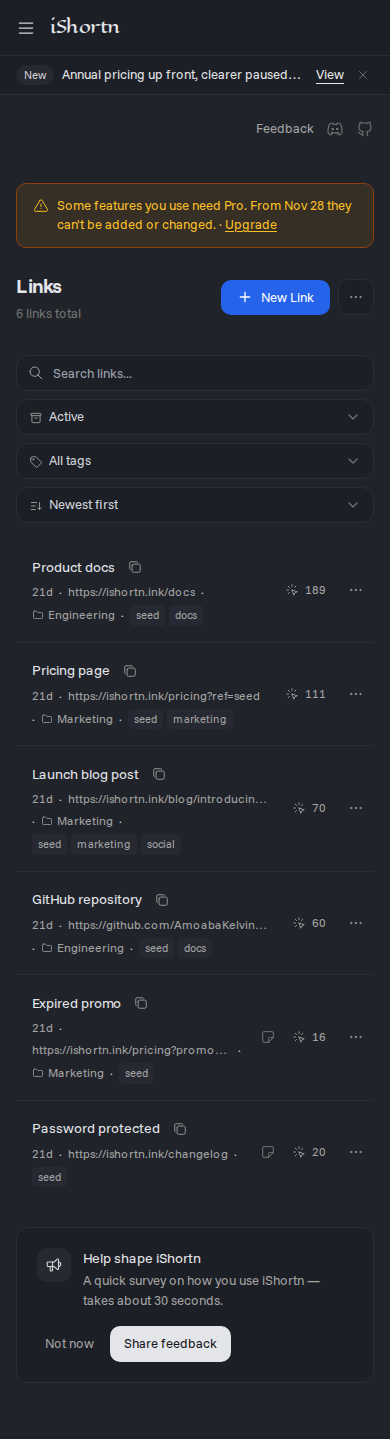 iShortn
New Annual pricing up front, clearer paused... View
Feedback
Some features you use need Pro. From Nov 28 they
can't be added or changed. · Upgrade
Links
6 links total
New Link
Search links...
Active
All tags
Newest first
Product docs
21d · https://ishortn.ink/docs ·
Engineering · seed docs
189
Pricing page
21d · https://ishortn.ink/pricing?ref=seed
· Marketing · seed marketing
111
Launch blog post
21d · https://ishortn.ink/blog/introducin...
· Marketing ·
seed marketing social
70
GitHub repository
21d · https://github.com/AmoabaKelvin...
· Engineering · seed docs
60
Expired promo
21d ·
https://ishortn.ink/pricing?promo... ·
Marketing · seed
16
Password protected
21d · https://ishortn.ink/changelog ·
seed
20
Help shape iShortn
A quick survey on how you use iShortn —
takes about 30 seconds.
Not now Share feedback